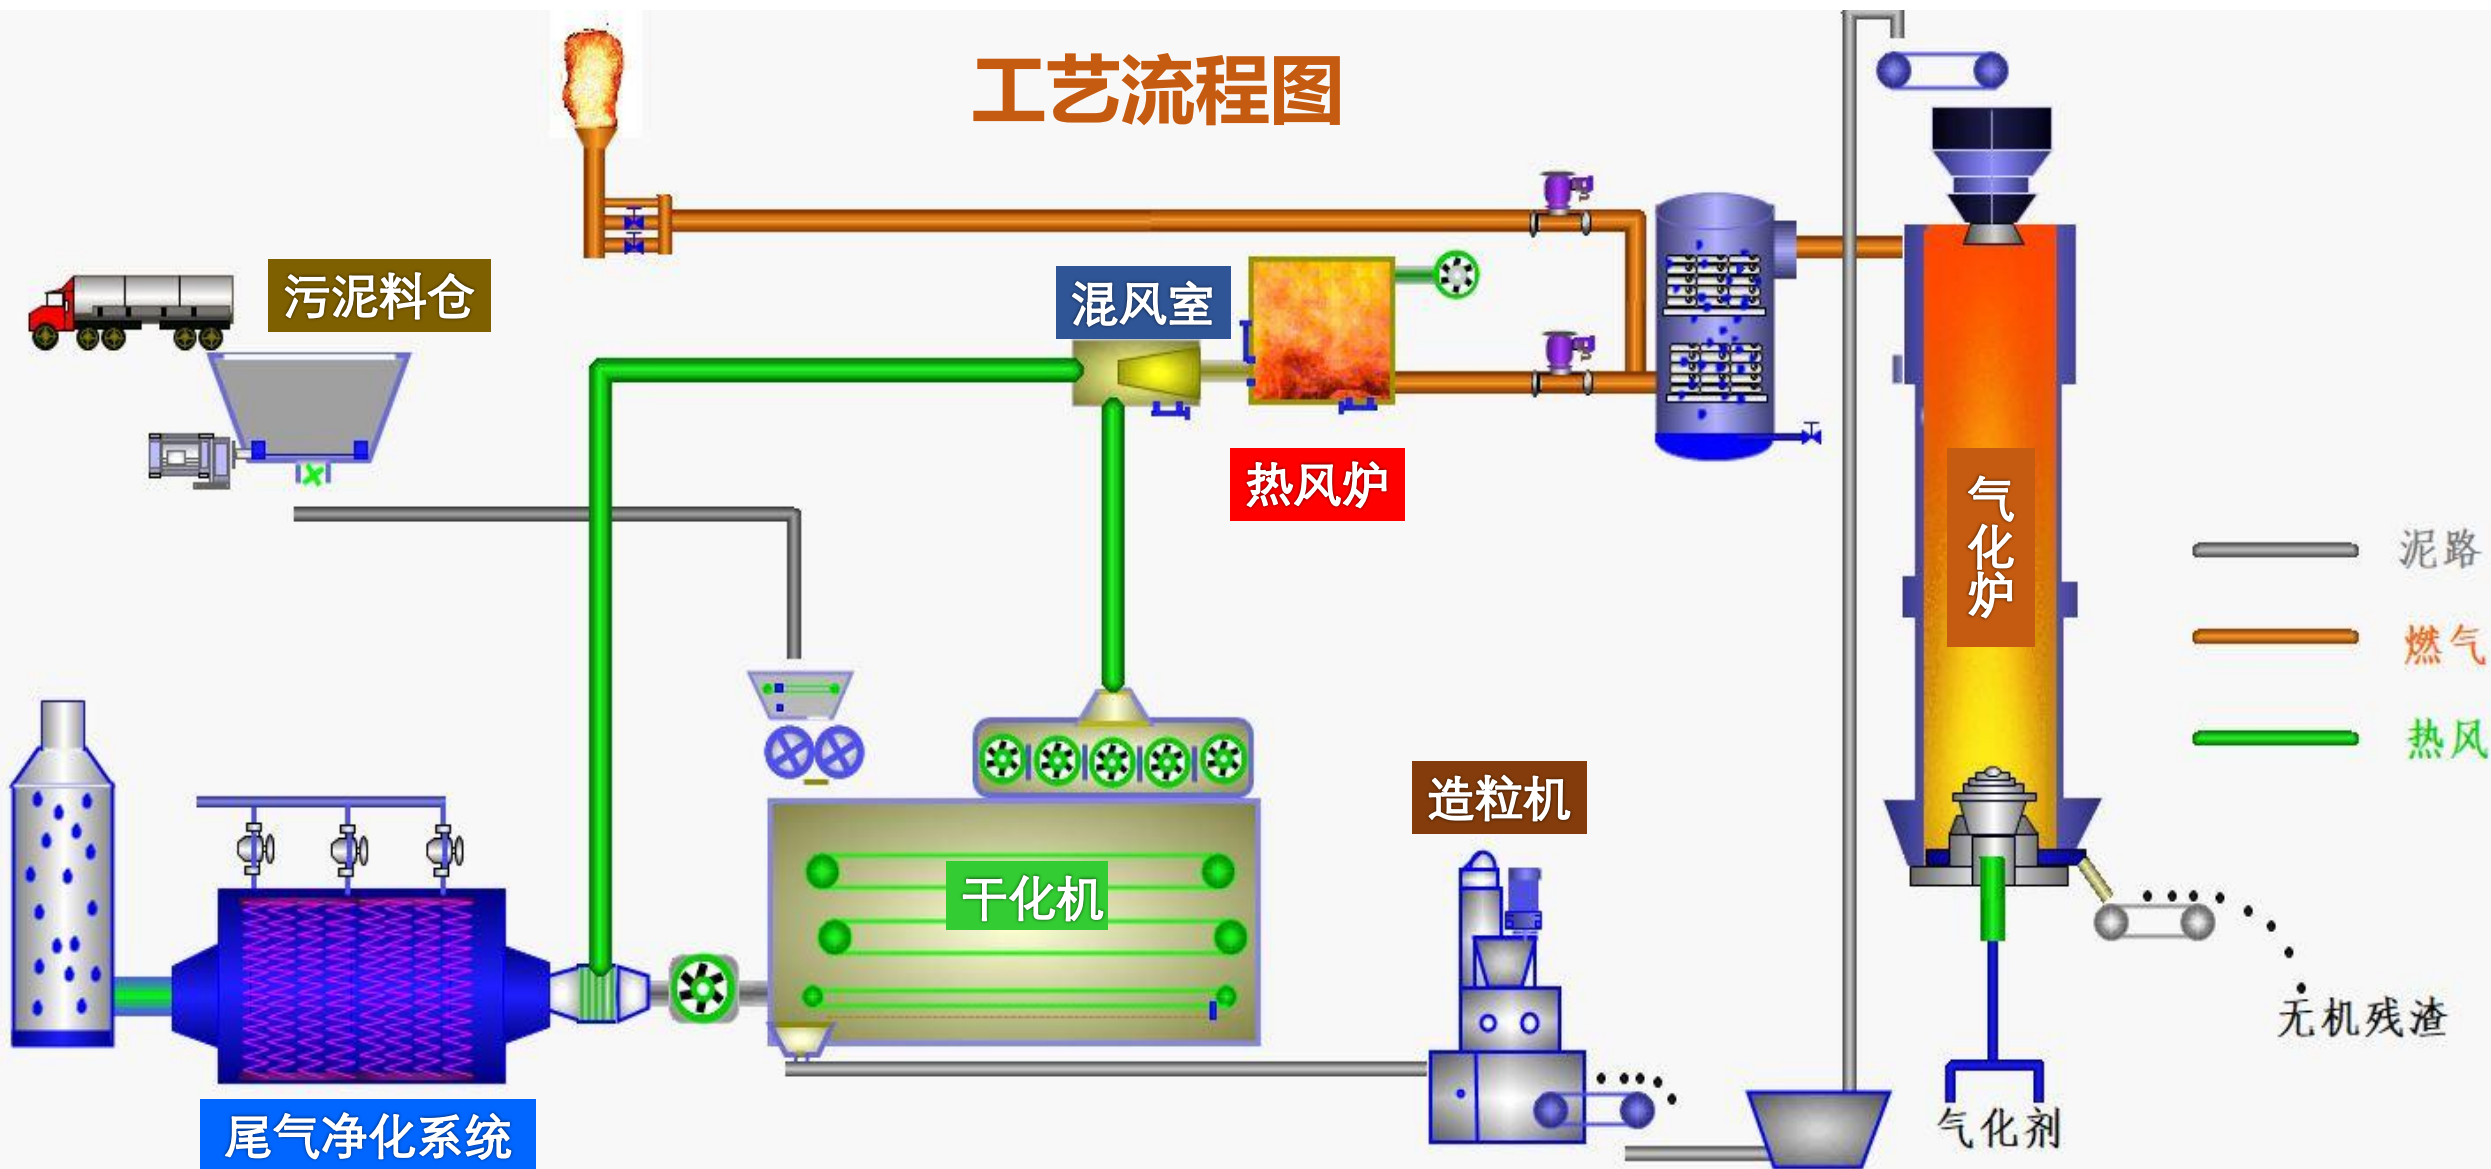 工艺流程图
污泥料仓
混风室
热风炉
气化炉
泥路
燃气
热风
造粒机
干化机
无机残渣
气化剂
尾气净化系统